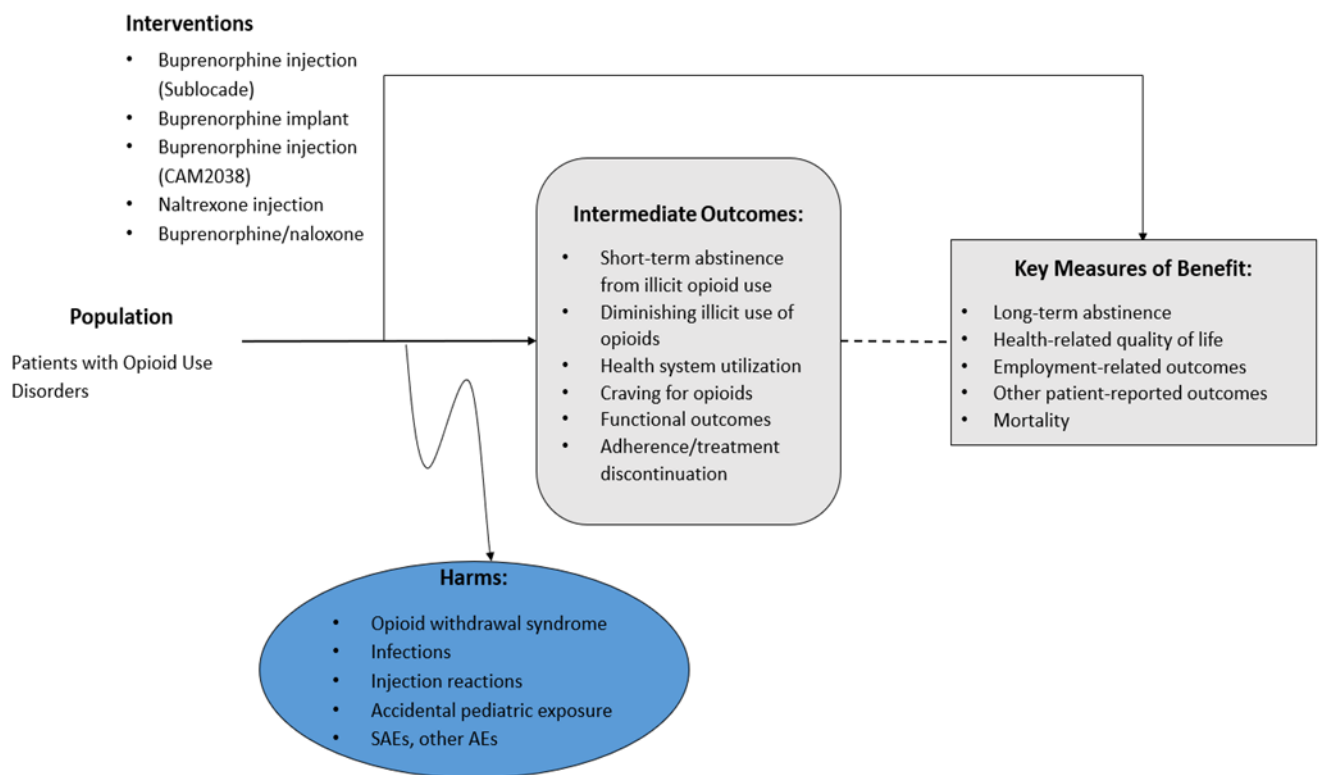 Interventions
• Buprenorphine injection
(Sublocade)
• Buprenorphine implant
• Buprenorphine injection
(CAM2038)
• Naltrexone injection
• Buprenorphine/naloxone
Population
Patients with Opioid Use
Disorders
Intermediate Outcomes:
• Short-term abstinence
from illicit opioid use
• Diminishing illicit use of
opioids
• Health system utilization
• Craving for opioids
• Functional outcomes
• Adherence/treatment
discontinuation
Key Measures of Benefit:
• Long-term abstinence
• Health-related quality of life
• Employment-related outcomes
• Other patient-reported outcomes
• Mortality
Harms:
• Opioid withdrawal syndrome
• Infections
• Injection reactions
• Accidental pediatric exposure
• SAEs, other AEs